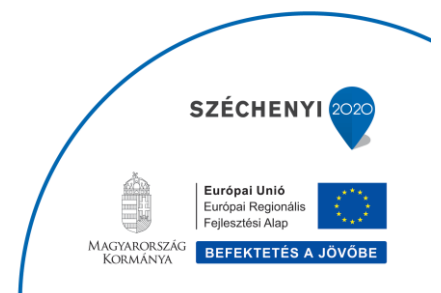 SZÉCHENYI 2020
Európai Unió
Európai Regionális
Fejlesztési Alap
MAGYARORSZÁG
KORMÁNYA
BEFEKTETÉS A JÖVŐBE